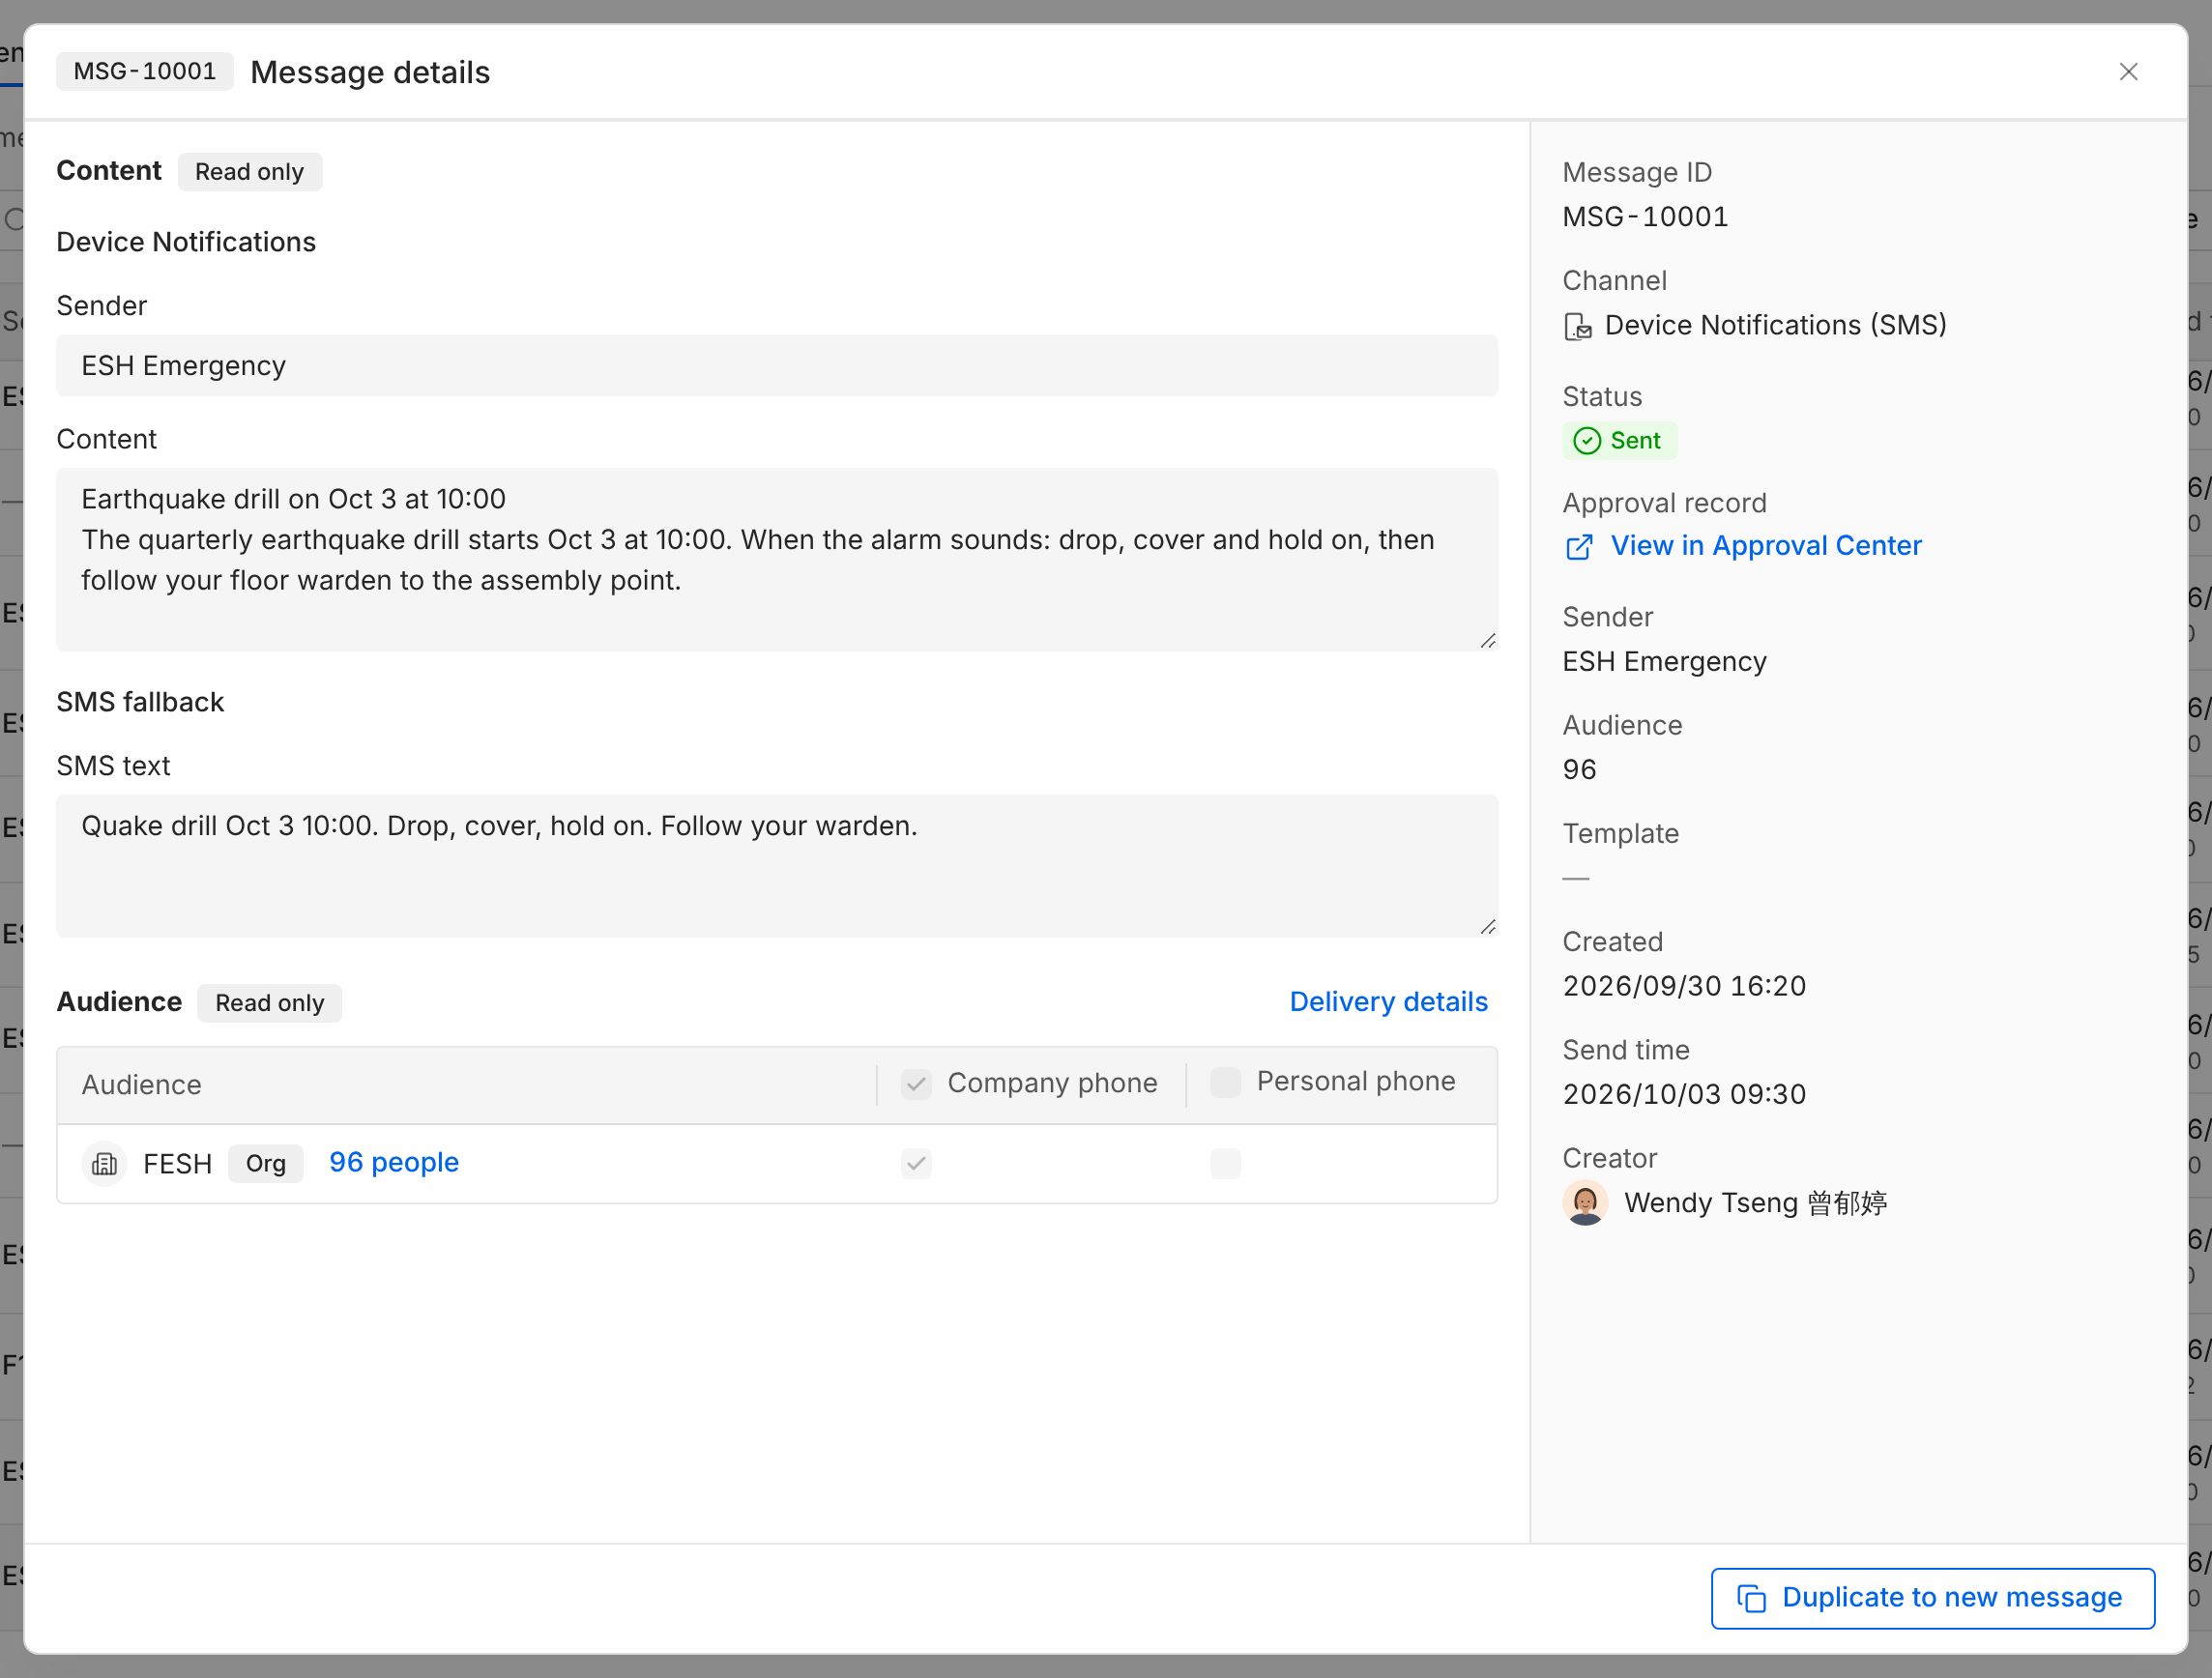 MSG-10001 Message details
Content Read only
Device Notifications
Sender
ESH Emergency
Content
Earthquake drill on Oct 3 at 10:00
The quarterly earthquake drill starts Oct 3 at 10:00. When the alarm sounds: drop, cover and hold on, then
follow your floor warden to the assembly point.
SMS fallback
SMS text
Quake drill Oct 3 10:00. Drop, cover, hold on. Follow your warden.
Audience Read only Delivery details
Audience Company phone Personal phone
FESH Org 96 people
Message ID
MSG-10001
Channel
Device Notifications (SMS)
Status
Sent
Approval record
View in Approval Center
Sender
ESH Emergency
Audience
96
Template
—
Created
2026/09/30 16:20
Send time
2026/10/03 09:30
Creator
Wendy Tseng 曾郁婷
Duplicate to new message